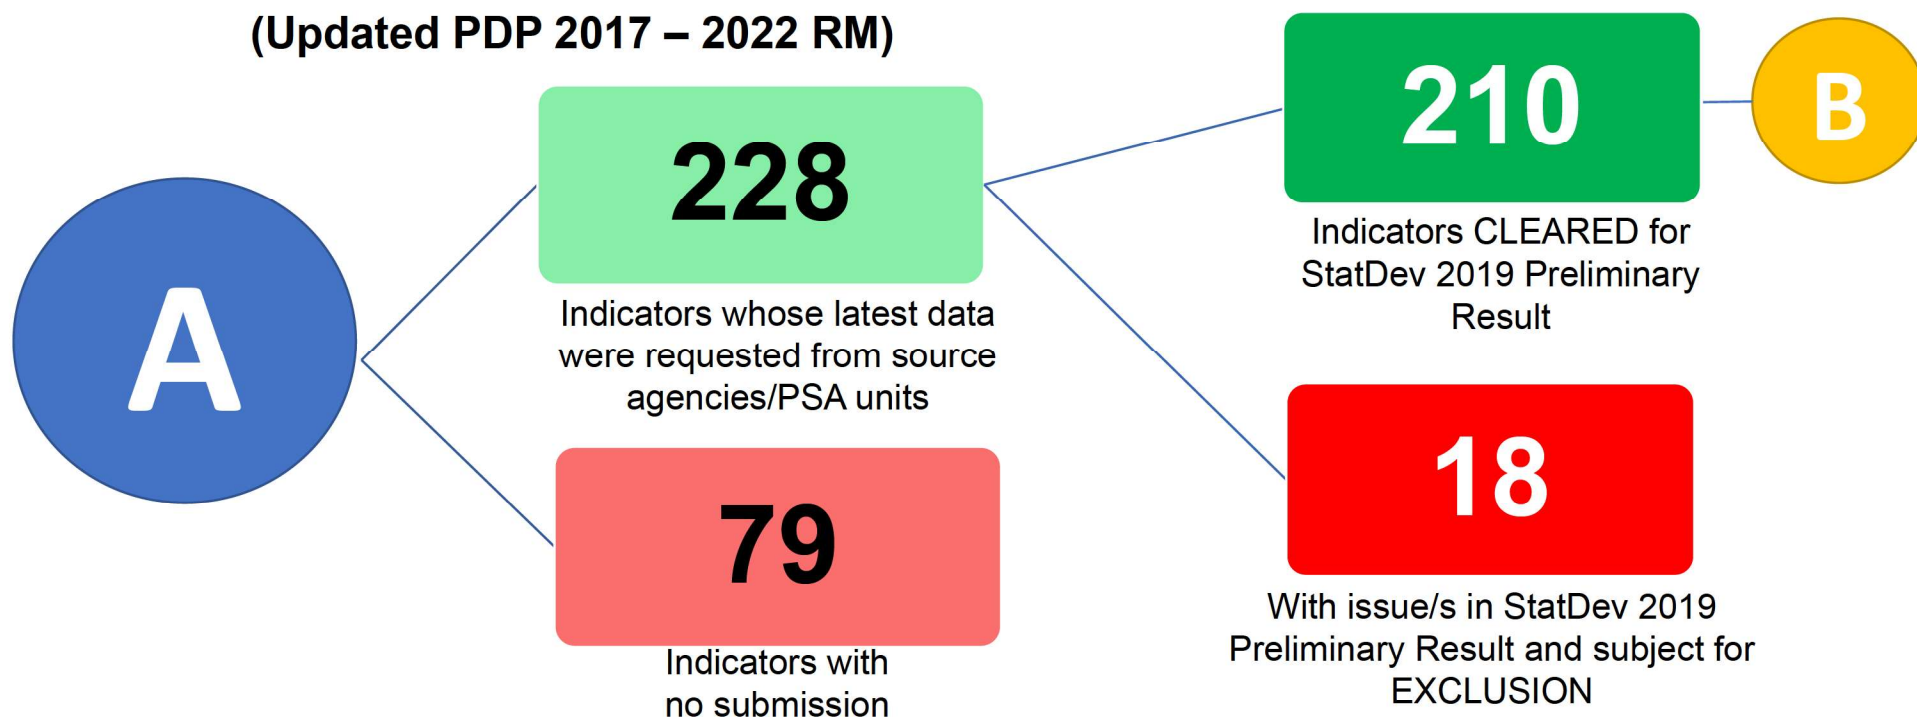 (Updated PDP 2017 – 2022 RM)
A
228
Indicators whose latest data
were requested from source
agencies/PSA units
79
Indicators with
no submission
210
Indicators CLEARED for
StatDev 2019 Preliminary
Result
B
18
With issue/s in StatDev 2019
Preliminary Result and subject for
EXCLUSION